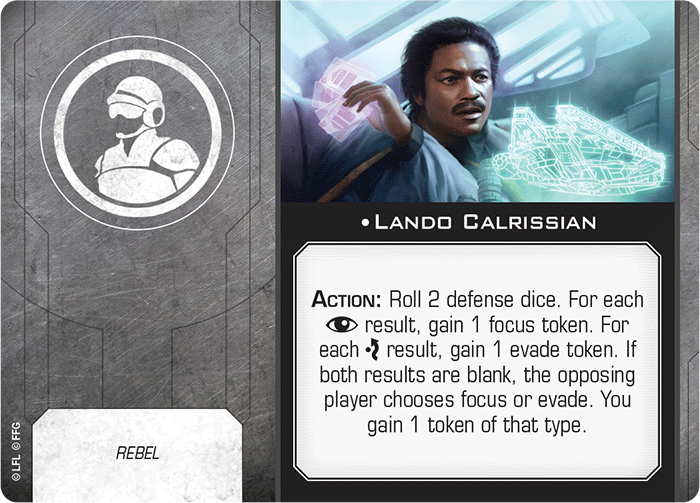 •Lando Calrissian
Action: Roll 2 defense dice. For each
result, gain 1 focus token. For
each result, gain 1 evade token. If
both results are blank, the opposing
player chooses focus or evade. You
gain 1 token of that type.
REBEL
© LFL © FFG